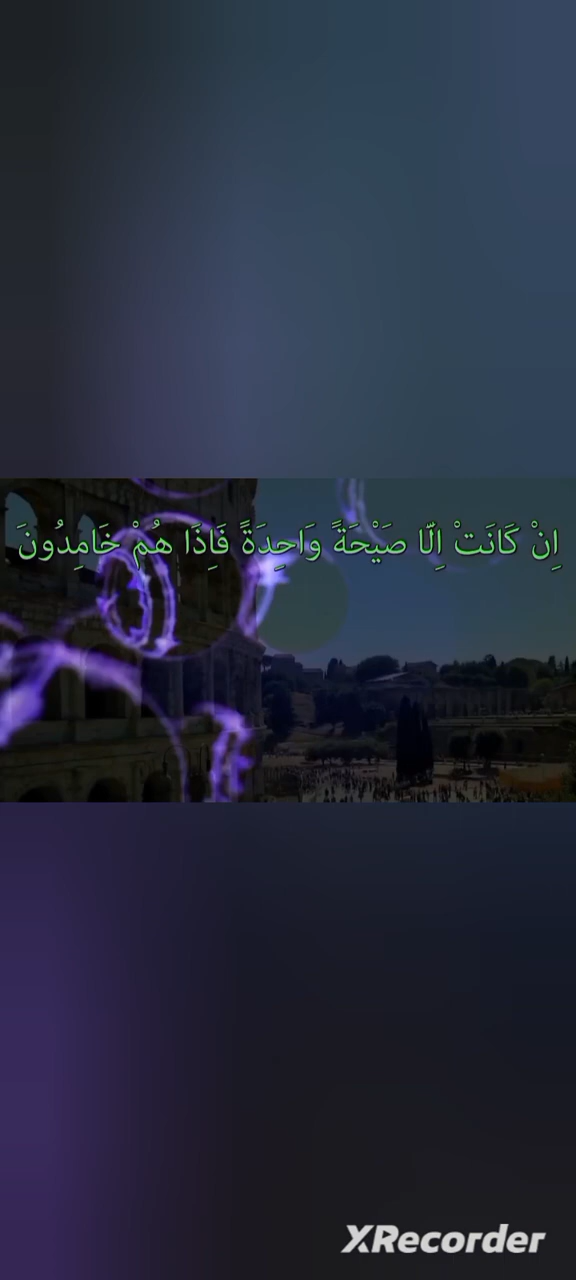 اِنْ كَانَتْ اِلَّا صَيْحَةً وَاحِدَةً فَاِذَا هُمْ خَامِدُونَ
XRecorder